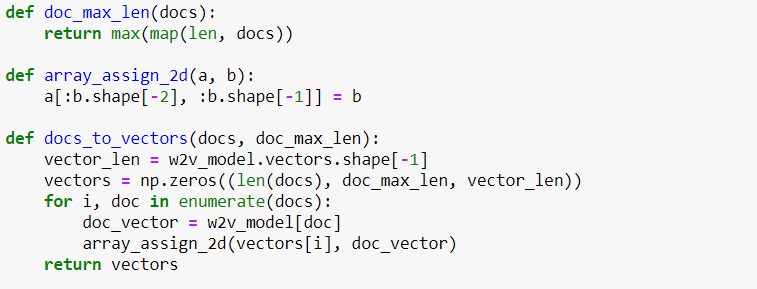 def doc_max_len(docs):
    return max(map(len, docs))

def array_assign_2d(a, b):
    a[:b.shape[-2], :b.shape[-1]] = b

def docs_to_vectors(docs, doc_max_len):
    vector_len = w2v_model.vectors.shape[-1]
    vectors = np.zeros((len(docs), doc_max_len, vector_len))
    for i, doc in enumerate(docs):
        doc_vector = w2v_model[doc]
        array_assign_2d(vectors[i], doc_vector)
    return vectors